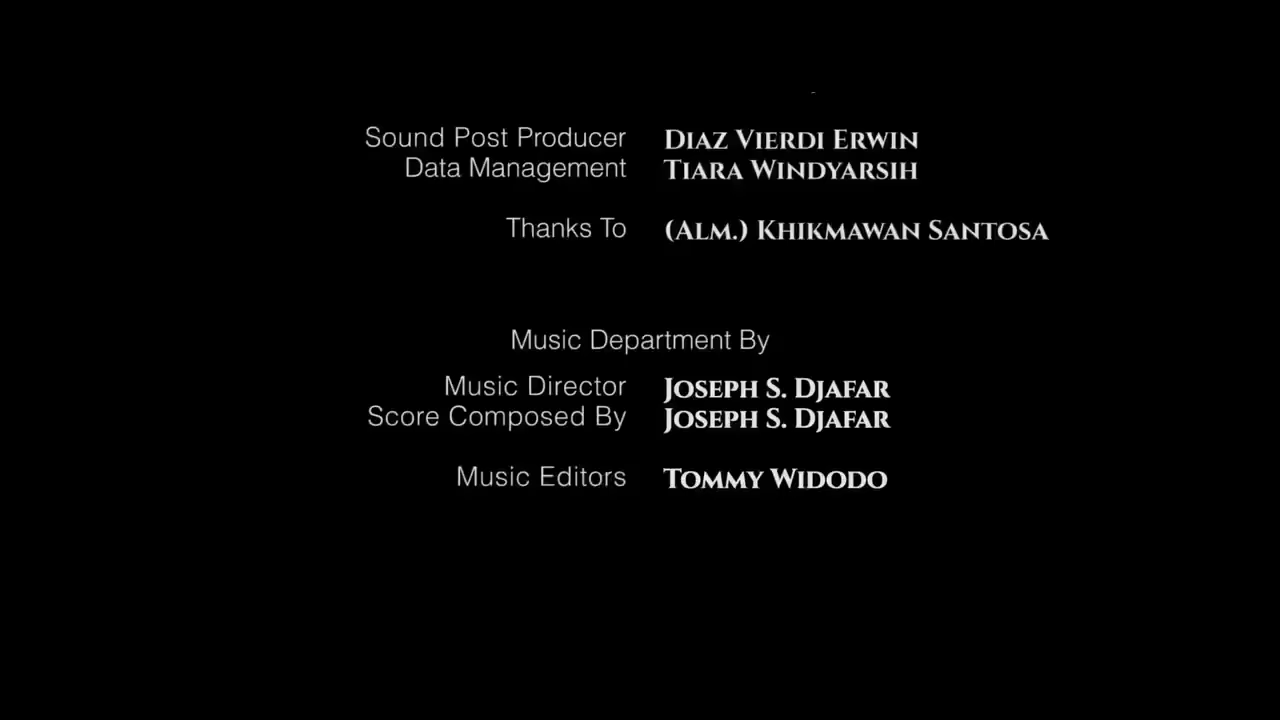 Sound Post Producer Diaz Vierdi Erwin
Data Management Tiara Windyarsih
Thanks To (Alm.) Khikmawan Santosa
Music Department By
Music Director Joseph S. Djafar
Score Composed By Joseph S. Djafar
Music Editors Tommy Widodo